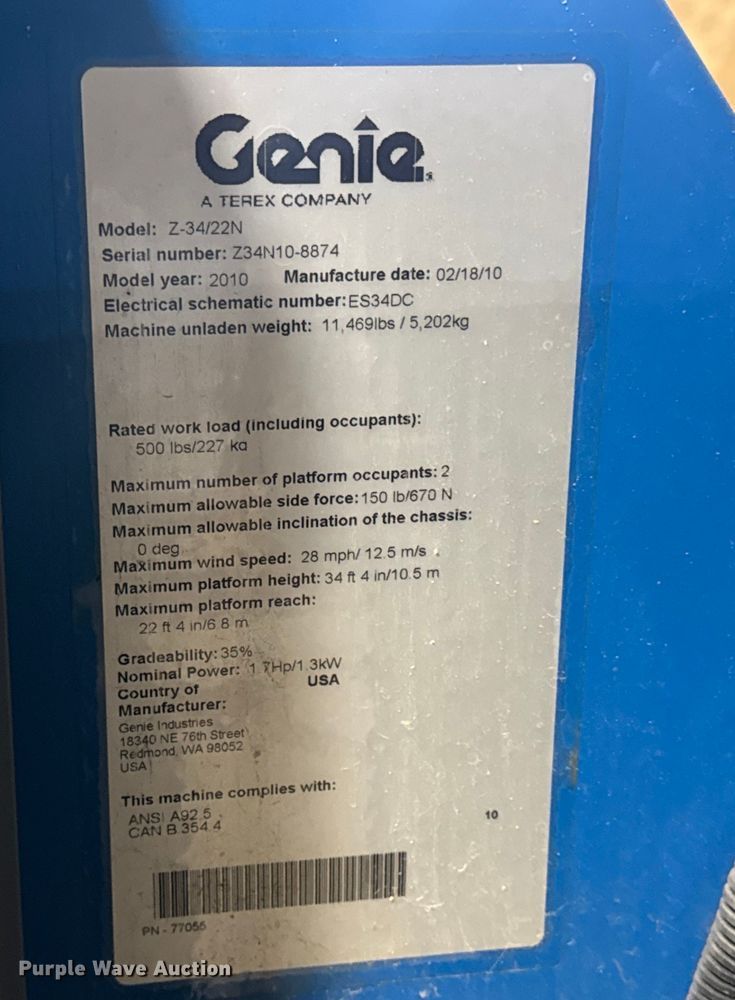 Genie
A TEREX COMPANY
Model: Z-34/22N
Serial number: Z34N10-8874
Model year: 2010 Manufacture date: 02/18/10
Electrical schematic number: ES34DC
Machine unladen weight: 11,469lbs / 5,202kg
Rated work load (including occupants):
500 lbs/227 kg
Maximum number of platform occupants: 2
Maximum allowable side force: 150 lb/670 N
Maximum allowable inclination of the chassis:
0 deg
Maximum wind speed: 28 mph/ 12.5 m/s
Maximum platform height: 34 ft 4 in/10.5 m
Maximum platform reach:
22 ft 4 in/6.8 m
Gradeability: 35%
Nominal Power: 1.7Hp/1.3kW
Country of USA
Manufacturer:
Genie Industries
18340 NE 76th Street
Redmond, WA 98052
USA
This machine complies with:
ANSI A92.5
CAN B 354.4
10
PN - 77055
Purple Wave Auction